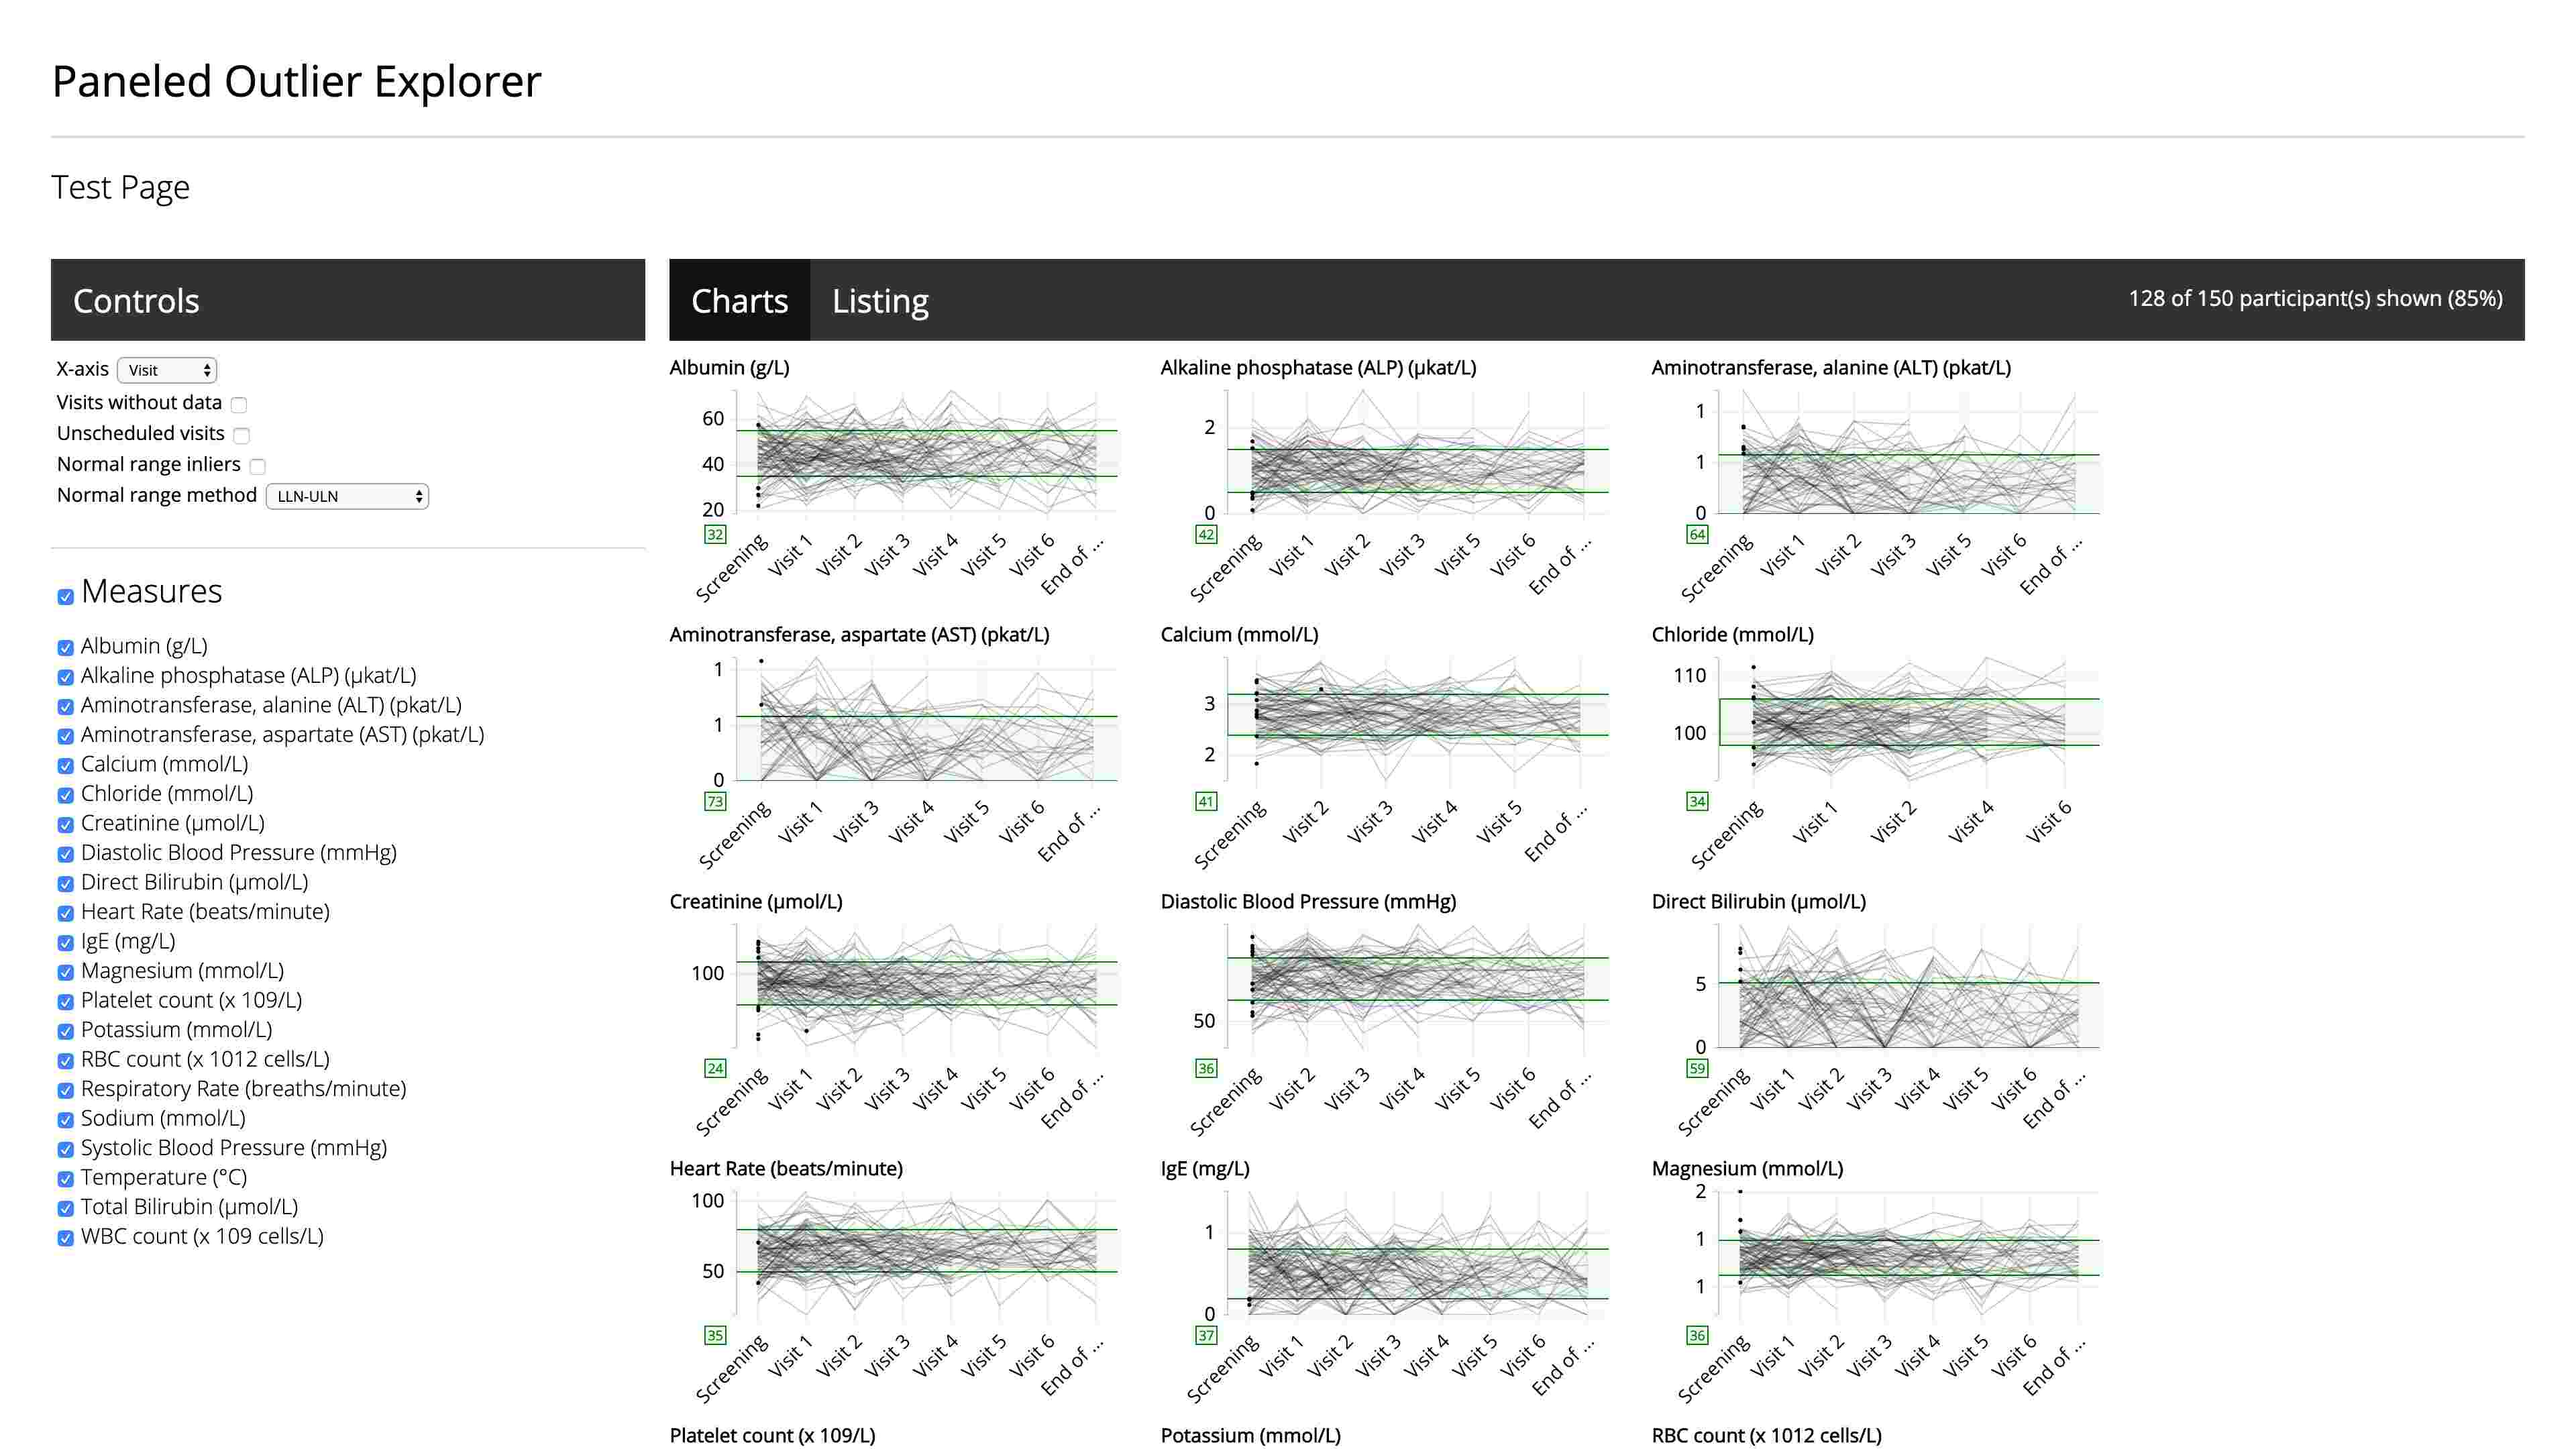 Paneled Outlier Explorer
Test Page
Controls
X-axis Visit
Visits without data
Unscheduled visits
Normal range inliers
Normal range method LLN-ULN
Measures
Albumin (g/L)
Alkaline phosphatase (ALP) (μkat/L)
Aminotransferase, alanine (ALT) (pkat/L)
Aminotransferase, aspartate (AST) (pkat/L)
Calcium (mmol/L)
Chloride (mmol/L)
Creatinine (μmol/L)
Diastolic Blood Pressure (mmHg)
Direct Bilirubin (μmol/L)
Heart Rate (beats/minute)
IgE (mg/L)
Magnesium (mmol/L)
Platelet count (x 109/L)
Potassium (mmol/L)
RBC count (x 1012 cells/L)
Respiratory Rate (breaths/minute)
Sodium (mmol/L)
Systolic Blood Pressure (mmHg)
Temperature (°C)
Total Bilirubin (μmol/L)
WBC count (x 109 cells/L)
Charts Listing 128 of 150 participant(s) shown (85%)
Albumin (g/L)
60
40
20
32
Screening Visit 1 Visit 2 Visit 3 Visit 4 Visit 5 Visit 6 End of ...
Alkaline phosphatase (ALP) (μkat/L)
2
0
42
Screening Visit 1 Visit 2 Visit 3 Visit 5 Visit 6 End of ...
Aminotransferase, alanine (ALT) (pkat/L)
1
1
0
64
Screening Visit 1 Visit 2 Visit 3 Visit 5 Visit 6 End of ...
Aminotransferase, aspartate (AST) (pkat/L)
1
1
0
73
Screening Visit 1 Visit 3 Visit 4 Visit 5 Visit 6 End of ...
Calcium (mmol/L)
3
2
41
Screening Visit 2 Visit 3 Visit 4 Visit 5 End of ...
Chloride (mmol/L)
110
100
34
Screening Visit 1 Visit 2 Visit 4 Visit 6
Creatinine (μmol/L)
100
24
Screening Visit 1 Visit 2 Visit 3 Visit 4 Visit 5 Visit 6 End of ...
Diastolic Blood Pressure (mmHg)
50
36
Screening Visit 2 Visit 3 Visit 4 Visit 5 Visit 6 End of ...
Direct Bilirubin (μmol/L)
5
0
59
Screening Visit 1 Visit 2 Visit 3 Visit 4 Visit 5 Visit 6 End of ...
Heart Rate (beats/minute)
100
50
35
Screening Visit 1 Visit 2 Visit 3 Visit 4 Visit 5 Visit 6 End of ...
IgE (mg/L)
1
0
37
Screening Visit 1 Visit 2 Visit 3 Visit 4 Visit 5 Visit 6 End of ...
Magnesium (mmol/L)
2
1
1
36
Screening Visit 1 Visit 2 Visit 3 Visit 4 Visit 5 Visit 6 End of ...
Platelet count (x 109/L)
Potassium (mmol/L)
RBC count (x 1012 cells/L)